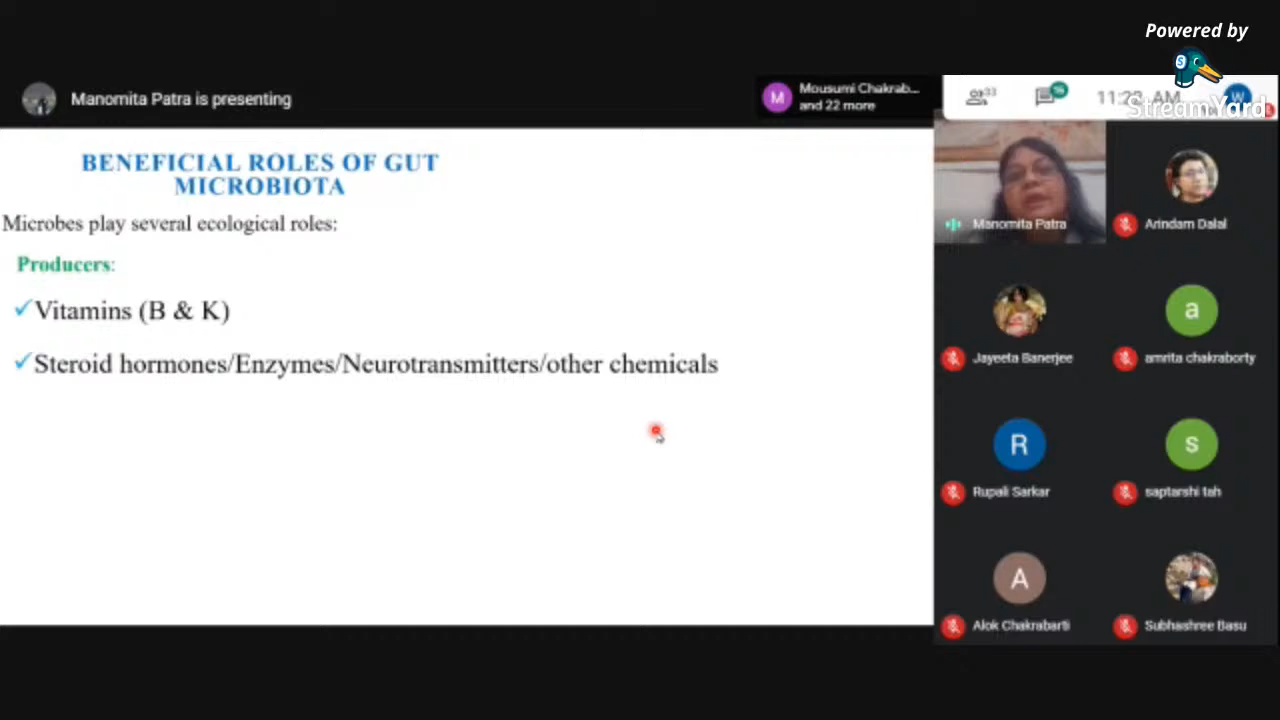 Powered by
StreamYard
Manomita Patra is presenting
M
Mousumi Chakrab...
and 22 more
33
AM
W
BENEFICIAL ROLES OF GUT
MICROBIOTA
Microbes play several ecological roles:
Producers:
✓Vitamins (B & K)
✓Steroid hormones/Enzymes/Neurotransmitters/other chemicals
Manomita Patra
Arindam Dalal
a
Jayeeta Banerjee
amrita chakraborty
R
s
Rupali Sarkar
saptarshi tah
A
Alok Chakrabarti
Subhashree Basu